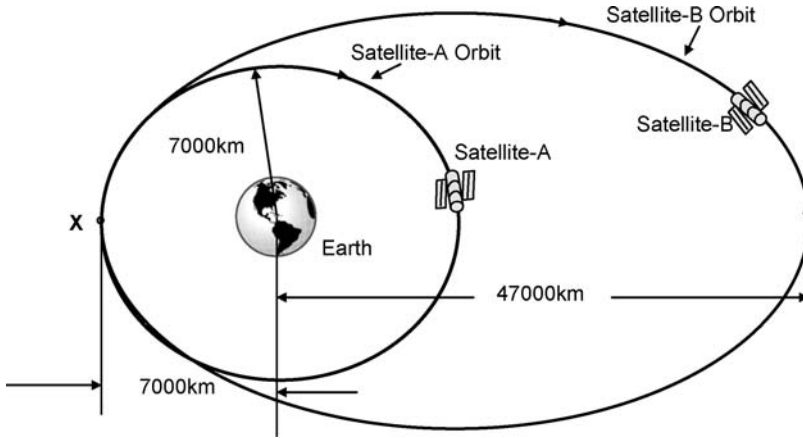 Satellite-B Orbit
Satellite-A Orbit
7000km
Satellite-B
Satellite-A
X
Earth
47000km
7000km